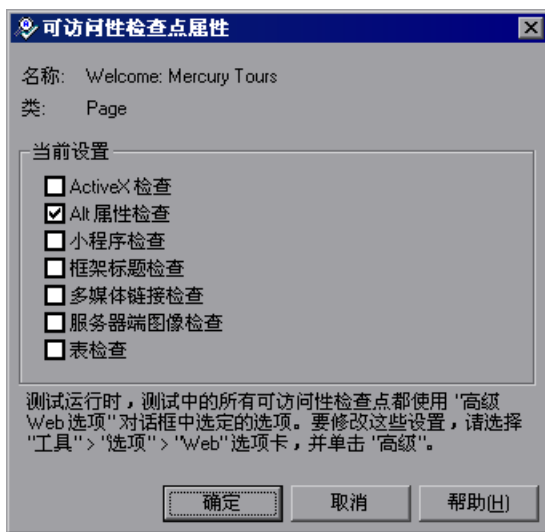 可访问性检查点属性
名称: Welcome: Mercury Tours
类: Page
当前设置
ActiveX 检查
Alt 属性检查
小程序检查
框架标题检查
多媒体链接检查
服务器端图像检查
表检查
测试运行时，测试中的所有可访问性检查点都使用 "高级
Web 选项" 对话框中选定的选项。要修改这些设置，请选择
"工具" > "选项" > "Web" 选项卡，并单击 "高级"。
确定 取消 帮助(H)